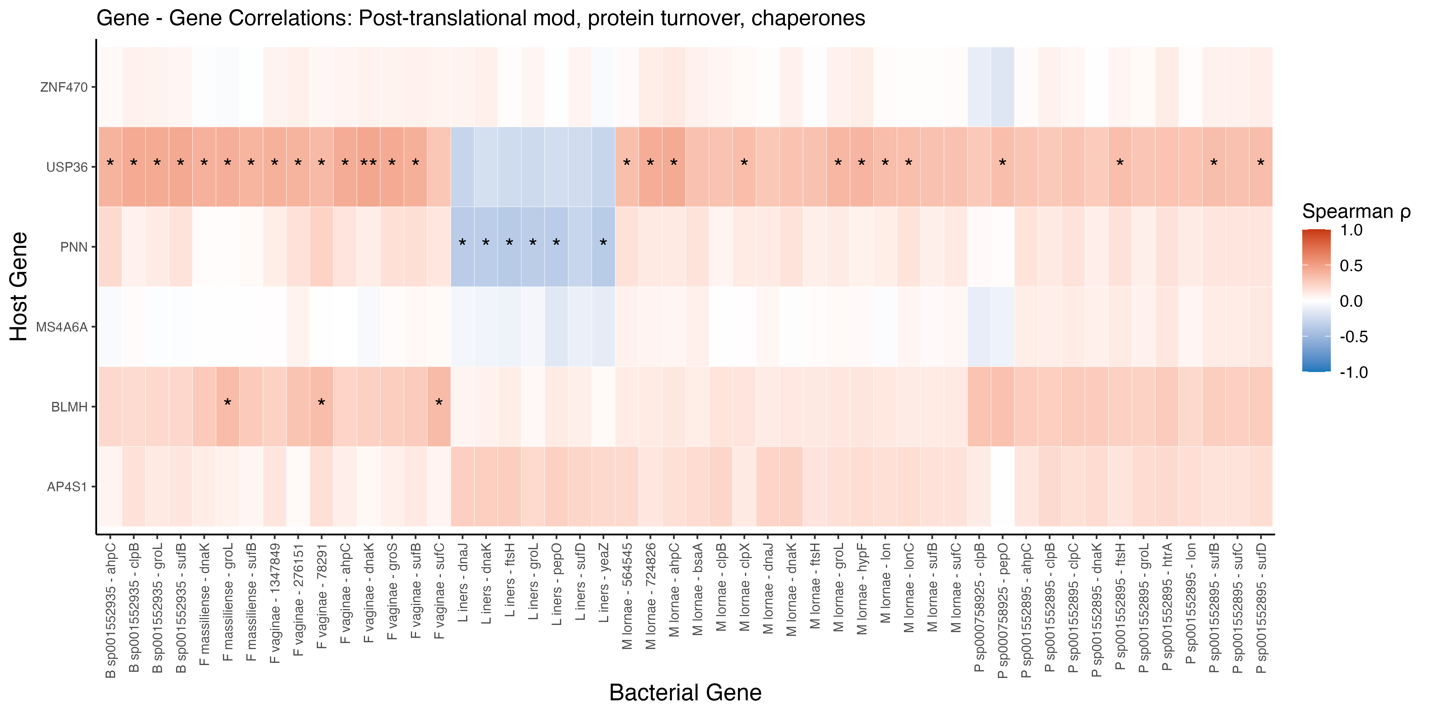 Gene - Gene Correlations: Post-translational mod, protein turnover, chaperones
Host Gene
ZNF470
USP36
PNN
MS4A6A
BLMH
AP4S1
* * * * * * * * * * * ** * * * * * * * * * * * * *
* * * * * *
* * *
Spearman ρ
1.0
0.5
0.0
-0.5
-1.0
B sp001552935 - ahpC
B sp001552935 - clpB
B sp001552935 - groL
B sp001552935 - sufB
F massiliense - dnaK
F massiliense - groL
F massiliense - sufB
F vaginae - 1347849
F vaginae - 276151
F vaginae - 78291
F vaginae - ahpC
F vaginae - dnaK
F vaginae - groS
F vaginae - sufB
F vaginae - sufC
L iners - dnaJ
L iners - dnaK
L iners - ftsH
L iners - groL
L iners - pepO
L iners - sufD
L iners - yeaZ
M lornae - 564545
M lornae - 724826
M lornae - ahpC
M lornae - bsaA
M lornae - clpB
M lornae - clpX
M lornae - dnaJ
M lornae - dnaK
M lornae - ftsH
M lornae - groL
M lornae - hypF
M lornae - lon
M lornae - lonC
M lornae - sufB
M lornae - sufC
P sp000758925 - clpB
P sp000758925 - pepO
P sp001552895 - ahpC
P sp001552895 - clpB
P sp001552895 - clpC
P sp001552895 - dnaK
P sp001552895 - ftsH
P sp001552895 - groL
P sp001552895 - htrA
P sp001552895 - lon
P sp001552895 - sufB
P sp001552895 - sufC
P sp001552895 - sufD
Bacterial Gene